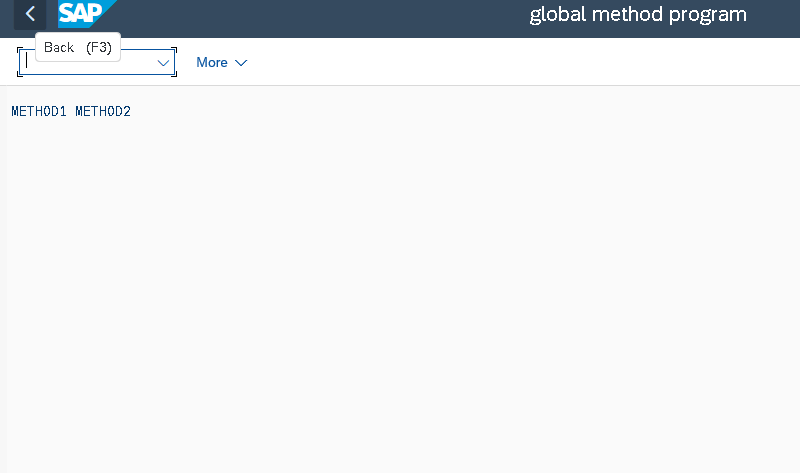 SAP
global method program
Back (F3)
More
METHOD1 METHOD2